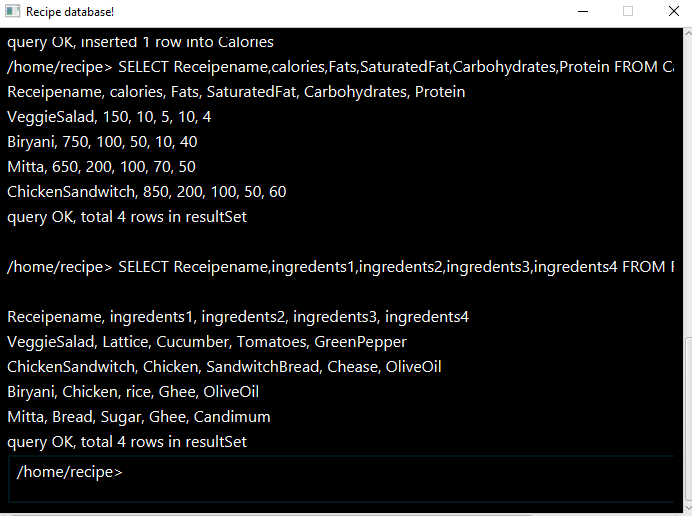 Recipe database!
query OK, inserted 1 row into Calories
/home/recipe> SELECT Receipename,calories,Fats,SaturatedFat,Carbohydrates,Protein FROM Ca
Receipename, calories, Fats, SaturatedFat, Carbohydrates, Protein
VeggieSalad, 150, 10, 5, 10, 4
Biryani, 750, 100, 50, 10, 40
Mitta, 650, 200, 100, 70, 50
ChickenSandwitch, 850, 200, 100, 50, 60
query OK, total 4 rows in resultSet
/home/recipe> SELECT Receipename,ingredents1,ingredents2,ingredents3,ingredents4 FROM
Receipename, ingredents1, ingredents2, ingredents3, ingredents4
VeggieSalad, Lattice, Cucumber, Tomatoes, GreenPepper
ChickenSandwitch, Chicken, SandwitchBread, Chease, OliveOil
Biryani, Chicken, rice, Ghee, OliveOil
Mitta, Bread, Sugar, Ghee, Candimum
query OK, total 4 rows in resultSet
/home/recipe>